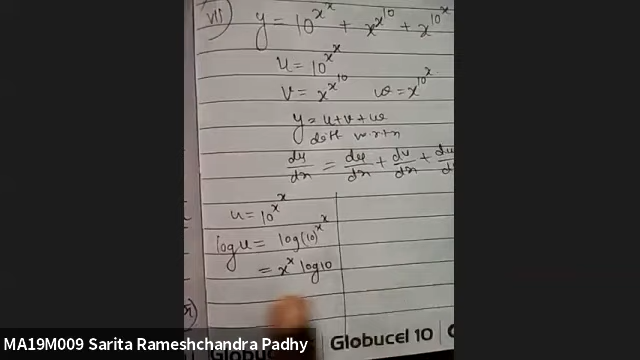 vii) y = 10^{x^x} + x^{x^{10}} + x^{10^x}
u = 10^{x^x}
v = x^{x^{10}} w = x^{10^x}
y = u+v+w
diff w.r.t.x
dy/dx = du/dx + dv/dx +
u = 10^{x^x}
log u = log(10)^{x^x}
= x^x log 10
Globucel 10
MA19M009 Sarita Rameshchandra Padhy